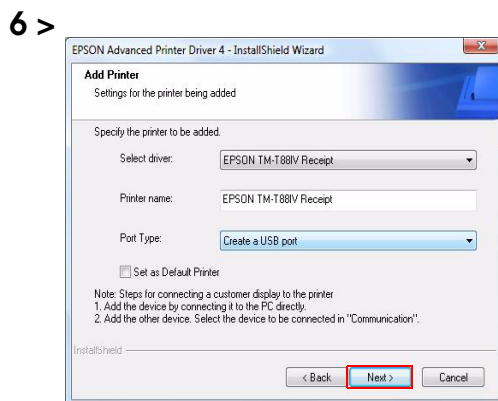 6 >
EPSON Advanced Printer Driver 4 - InstallShield Wizard
X
Add Printer
Settings for the printer being added
Specify the printer to be added.
Select driver: EPSON TM-T88IV Receipt
Printer name: EPSON TM-T88IV Receipt
Port Type: Create a USB port
Set as Default Printer
Note: Steps for connecting a customer display to the printer
1. Add the device by connecting it to the PC directly.
2. Add the other device. Select the device to be connected in "Communication".
InstallShield
< Back Next > Cancel